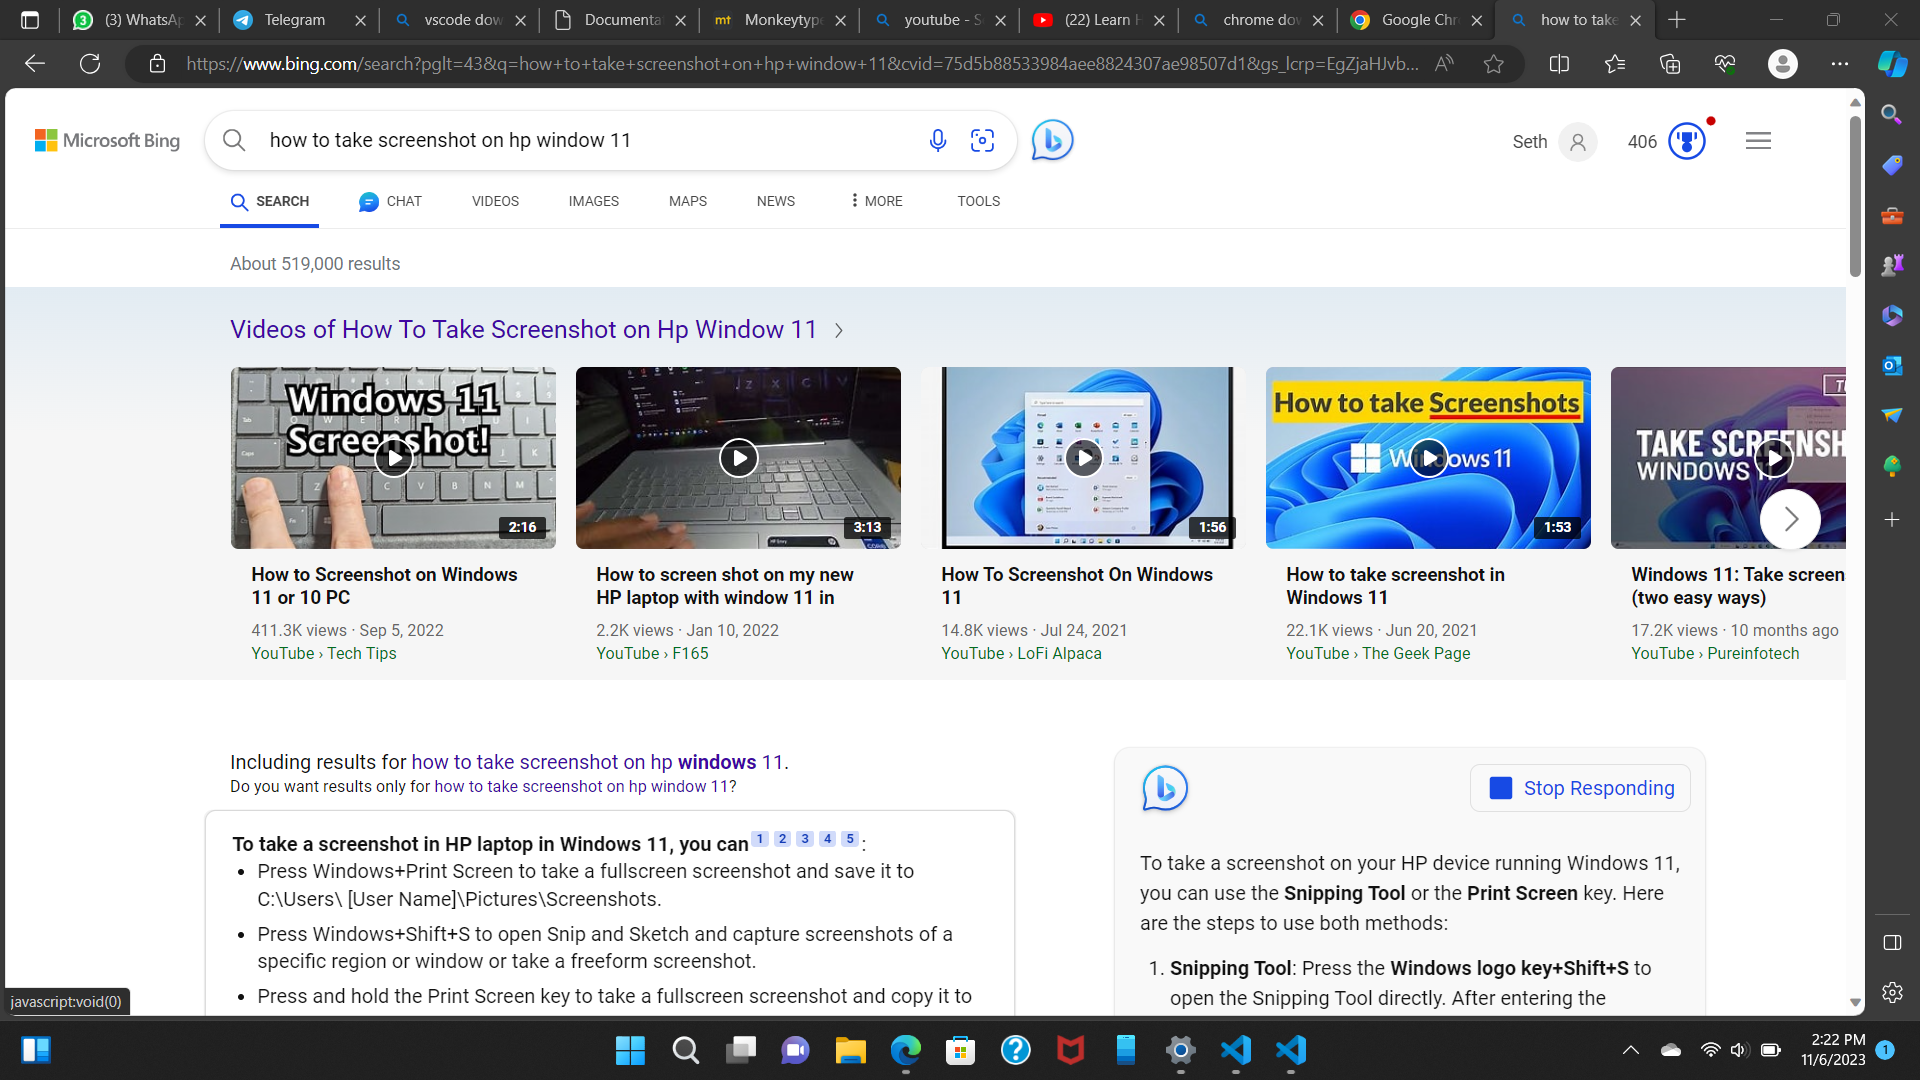 (3) WhatsAp
Telegram
vscode dow
Documenta
Monkeytype
youtube - S
(22) Learn H
chrome dow
Google Chr
how to take
https://www.bing.com/search?pglt=43&q=how+to+take+screenshot+on+hp+window+11&cvid=75d5b88533984aee8824307ae98507d1&gs_lcrp=EgZjaHJvb...
Microsoft Bing
how to take screenshot on hp window 11
Seth
406
SEARCH
CHAT
VIDEOS
IMAGES
MAPS
NEWS
MORE
TOOLS
About 519,000 results
Videos of How To Take Screenshot on Hp Window 11
Windows 11
Screenshot!
2:16
3:13
1:56
How to take Screenshots
Windows 11
1:53
TAKE SCREENSH
WINDOWS 11
How to Screenshot on Windows
11 or 10 PC
411.3K views · Sep 5, 2022
YouTube › Tech Tips
How to screen shot on my new
HP laptop with window 11 in
2.2K views · Jan 10, 2022
YouTube › F165
How To Screenshot On Windows
11
14.8K views · Jul 24, 2021
YouTube › LoFi Alpaca
How to take screenshot in
Windows 11
22.1K views · Jun 20, 2021
YouTube › The Geek Page
Windows 11: Take screen
(two easy ways)
17.2K views · 10 months ago
YouTube › Pureinfotech
Including results for how to take screenshot on hp windows 11.
Do you want results only for how to take screenshot on hp window 11?
To take a screenshot in HP laptop in Windows 11, you can 1 2 3 4 5 :
• Press Windows+Print Screen to take a fullscreen screenshot and save it to
C:\Users\ [User Name]\Pictures\Screenshots.
• Press Windows+Shift+S to open Snip and Sketch and capture screenshots of a
specific region or window or take a freeform screenshot.
• Press and hold the Print Screen key to take a fullscreen screenshot and copy it to
Stop Responding
To take a screenshot on your HP device running Windows 11,
you can use the Snipping Tool or the Print Screen key. Here
are the steps to use both methods:
1. Snipping Tool: Press the Windows logo key+Shift+S to
open the Snipping Tool directly. After entering the
javascript:void(0)
2:22 PM
11/6/2023
1